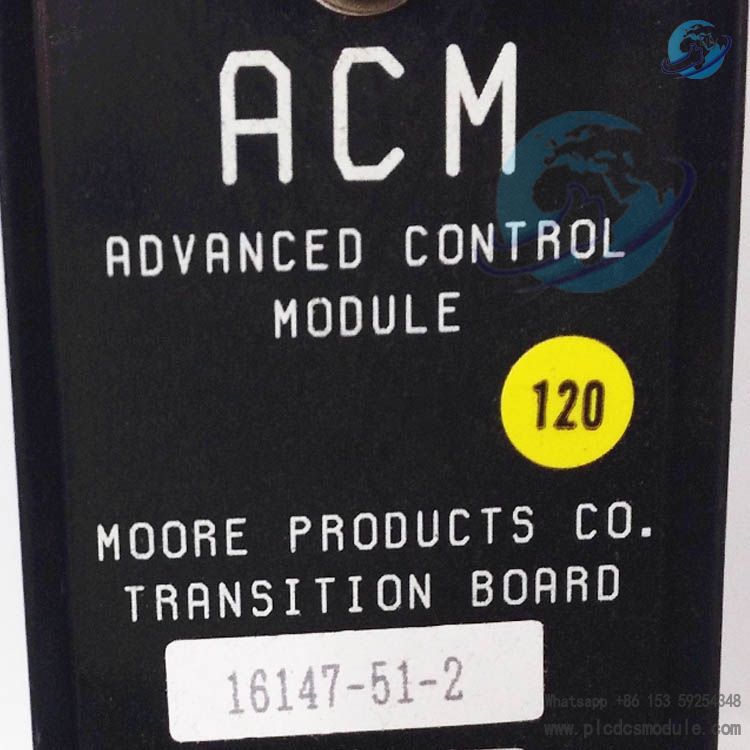 ACM
ADVANCED CONTROL
MODULE
120
MOORE PRODUCTS CO.
TRANSITION BOARD
16147-51-2
Whatsapp +86 153 59254348
www.plcdcsmodule.com